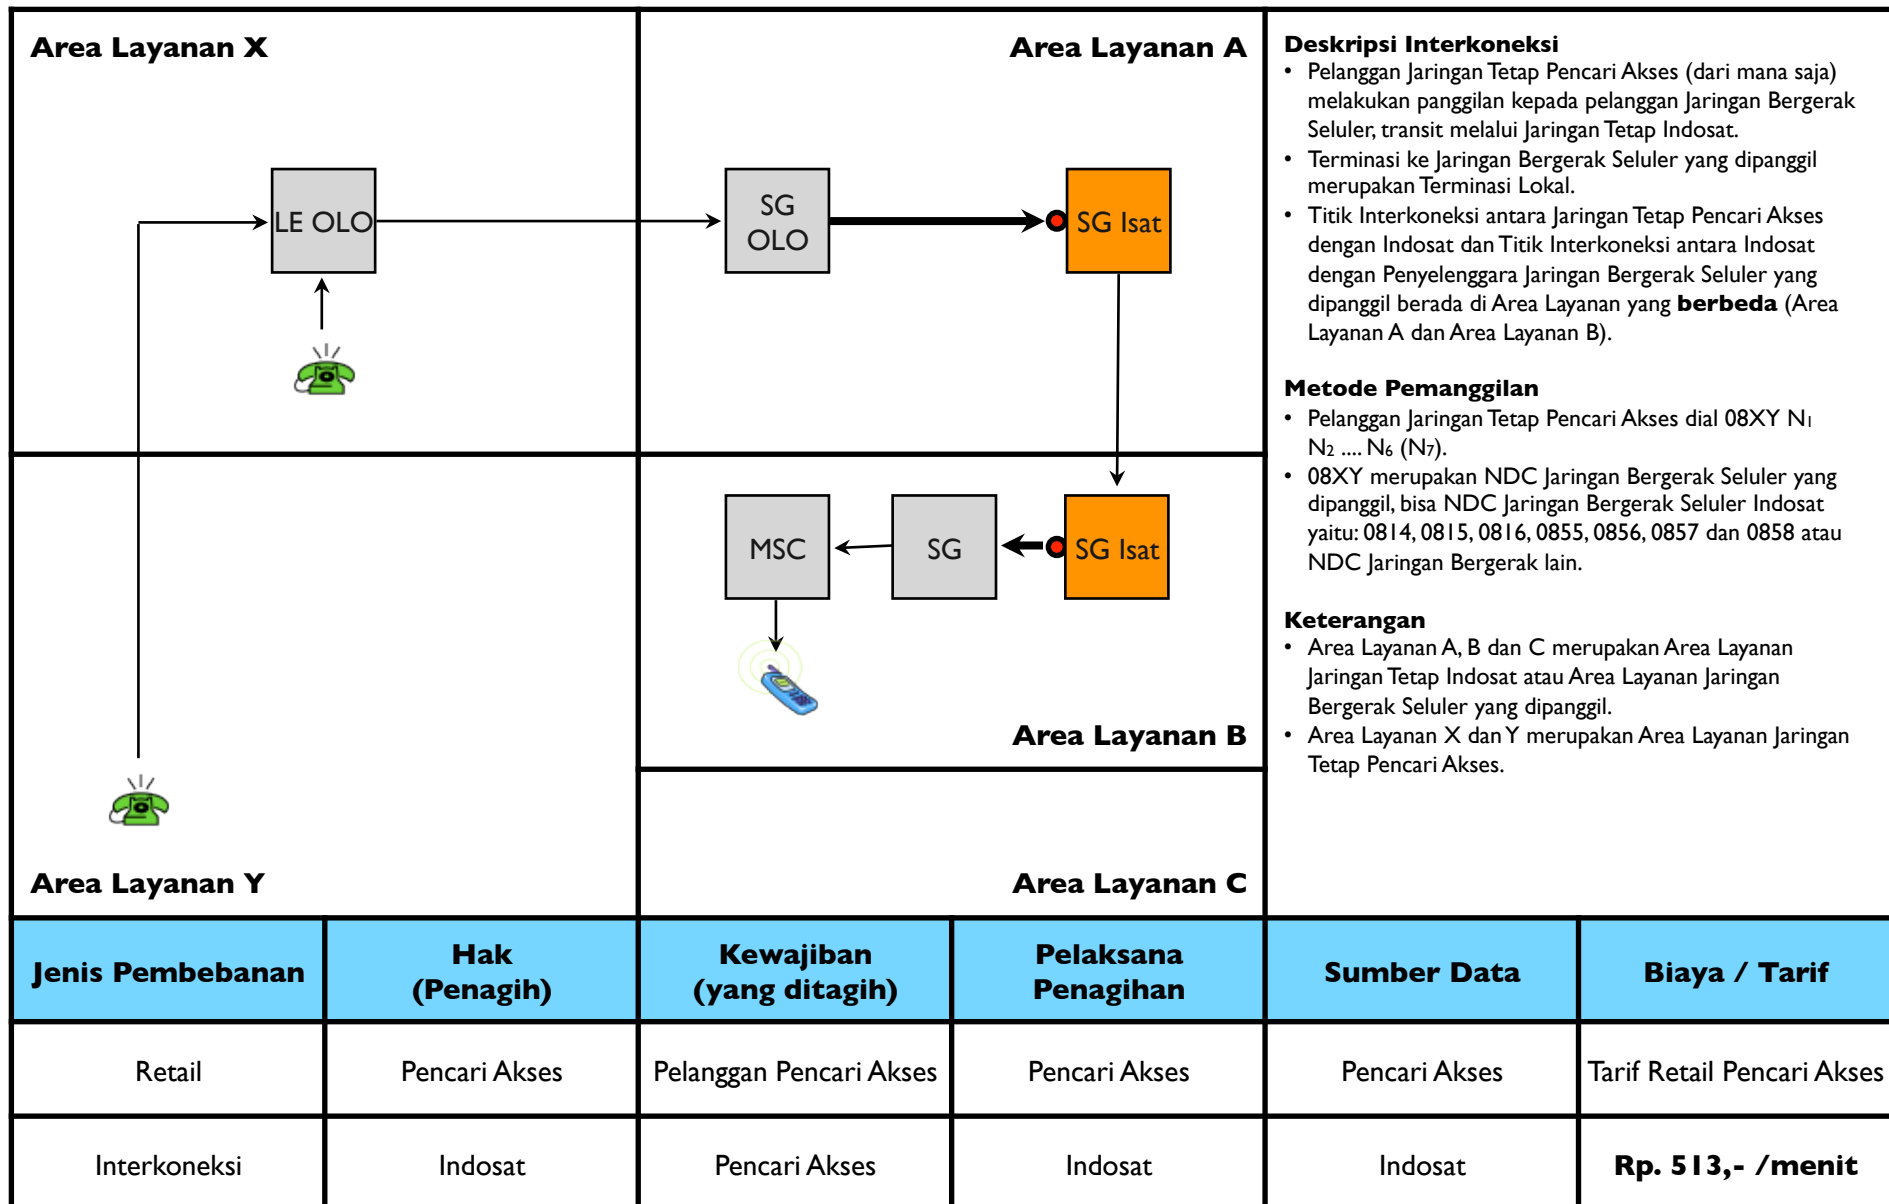 Area Layanan X
Area Layanan A
LE OLO
SG
OLO
SG Isat
MSC
SG
SG Isat
Area Layanan B
Area Layanan Y
Area Layanan C
Deskripsi Interkoneksi
• Pelanggan Jaringan Tetap Pencari Akses (dari mana saja)
melakukan panggilan kepada pelanggan Jaringan Bergerak
Seluler, transit melalui Jaringan Tetap Indosat.
• Terminasi ke Jaringan Bergerak Seluler yang dipanggil
merupakan Terminasi Lokal.
• Titik Interkoneksi antara Jaringan Tetap Pencari Akses
dengan Indosat dan Titik Interkoneksi antara Indosat
dengan Penyelenggara Jaringan Bergerak Seluler yang
dipanggil berada di Area Layanan yang berbeda (Area
Layanan A dan Area Layanan B).
Metode Pemanggilan
• Pelanggan Jaringan Tetap Pencari Akses dial 08XY N1
N2 .... N6 (N7).
• 08XY merupakan NDC Jaringan Bergerak Seluler yang
dipanggil, bisa NDC Jaringan Bergerak Seluler Indosat
yaitu: 0814, 0815, 0816, 0855, 0856, 0857 dan 0858 atau
NDC Jaringan Bergerak lain.
Keterangan
• Area Layanan A, B dan C merupakan Area Layanan
Jaringan Tetap Indosat atau Area Layanan Jaringan
Bergerak Seluler yang dipanggil.
• Area Layanan X dan Y merupakan Area Layanan Jaringan
Tetap Pencari Akses.
Jenis Pembebanan
Hak
(Penagih)
Kewajiban
(yang ditagih)
Pelaksana
Penagihan
Sumber Data
Biaya / Tarif
Retail
Pencari Akses
Pelanggan Pencari Akses
Pencari Akses
Pencari Akses
Tarif Retail Pencari Akses
Interkoneksi
Indosat
Pencari Akses
Indosat
Indosat
Rp. 513,- /menit